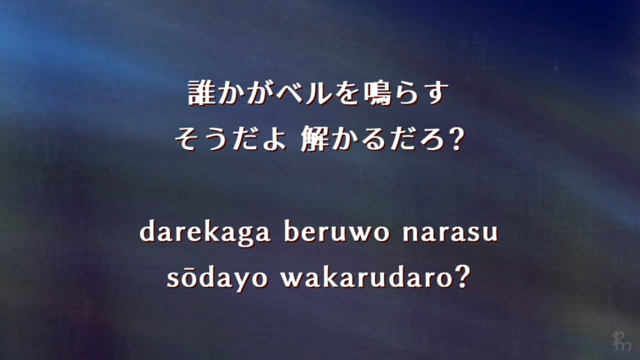 誰かがベルを鳴らす
そうだよ 解かるだろ?
darekaga beruwo narasu
sōdayo wakarudaro?